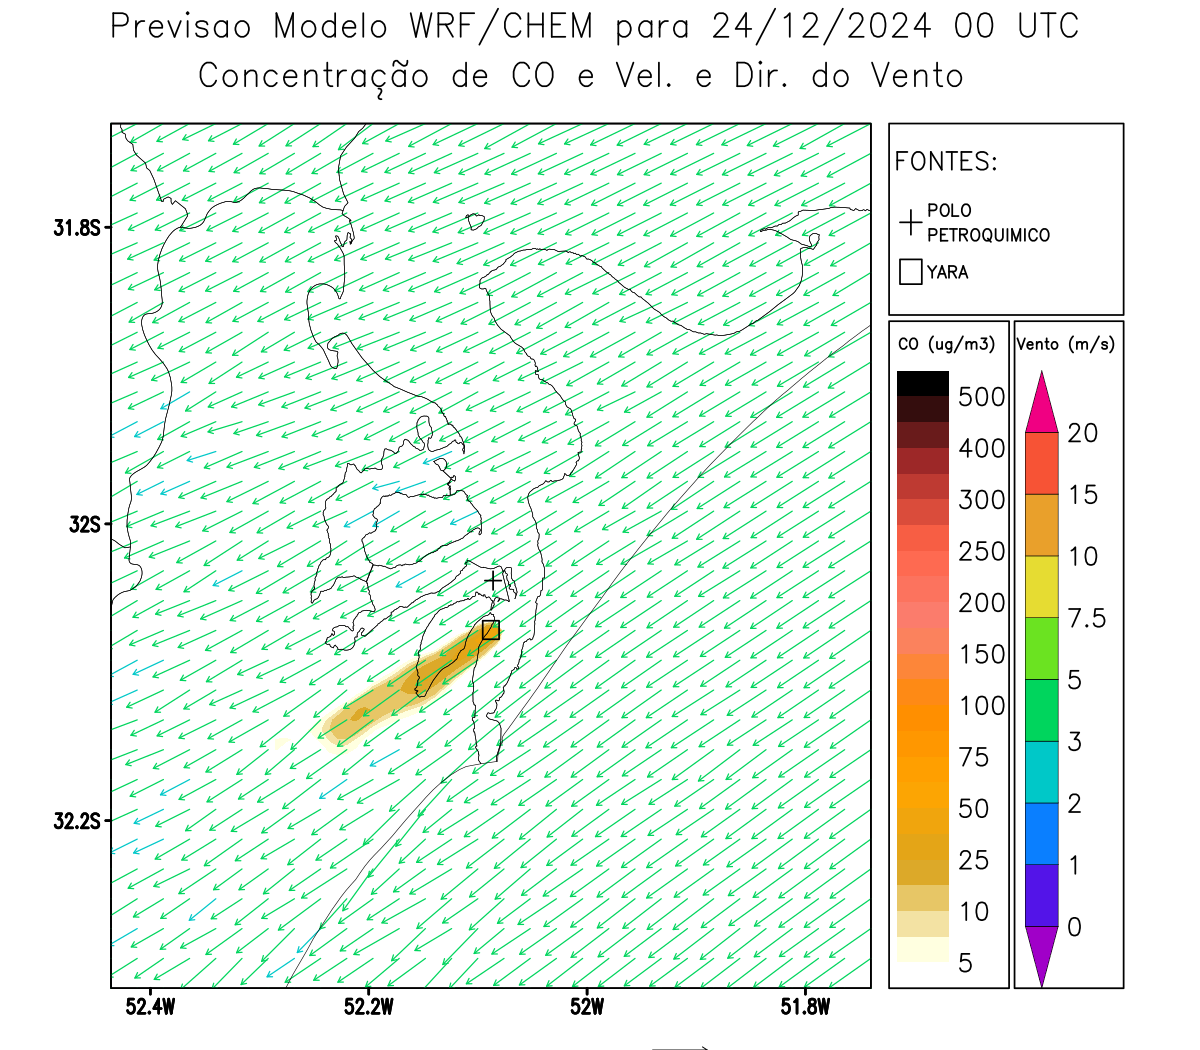 Previsao Modelo WRF/CHEM para 24/12/2024 00 UTC
Concentração de CO e Vel. e Dir. do Vento
FONTES:
POLO
PETROQUIMICO
YARA
31.8S
32S
32.2S
52.4W
52.2W
52W
51.8W
CO (ug/m3)
500
400
300
250
200
150
100
75
50
25
10
5
Vento (m/s)
20
15
10
7.5
5
3
2
1
0